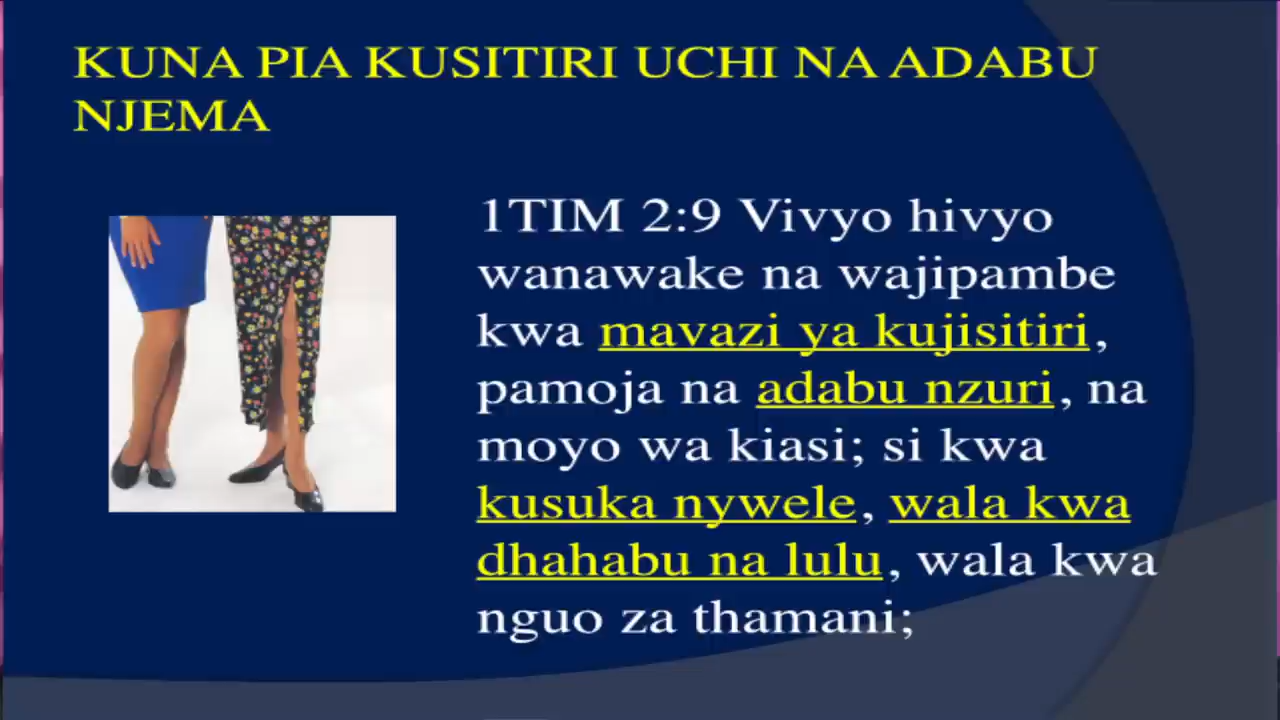 KUNA PIA KUSITIRI UCHI NA ADABU
NJEMA
1TIM 2:9 Vivyo hivyo
wanawake na wajipambe
kwa mavazi ya kujisitiri,
pamoja na adabu nzuri, na
moyo wa kiasi; si kwa
kusuka nywele, wala kwa
dhahabu na lulu, wala kwa
nguo za thamani;